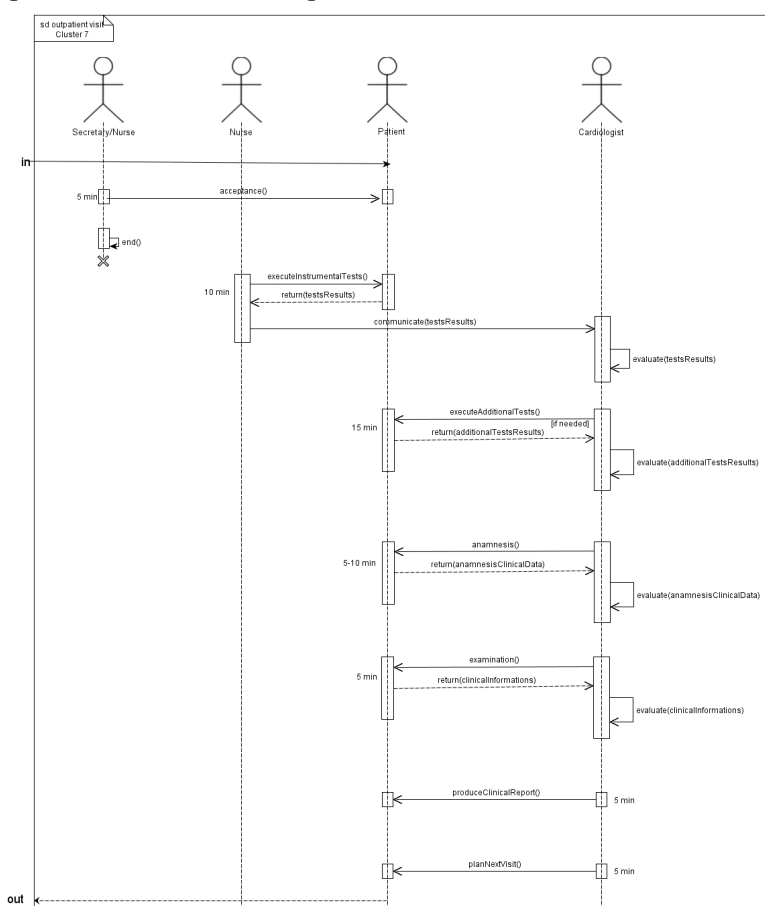 sd outpatient visit
Cluster 7
Secretary/Nurse
Nurse
Patient
Cardiologist
in
5 min
acceptance()
end()
executeInstrumentalTests()
10 min
return(testsResults)
communicate(testsResults)
evaluate(testsResults)
executeAdditionalTests()
[if needed]
15 min
return(additionalTestsResults)
evaluate(additionalTestsResults)
anamnesis()
5-10 min
return(anamnesisClinicalData)
evaluate(anamnesisClinicalData)
examination()
5 min
return(clinicalInformations)
evaluate(clinicalInformations)
produceClinicalReport()
5 min
planNextVisit()
5 min
out